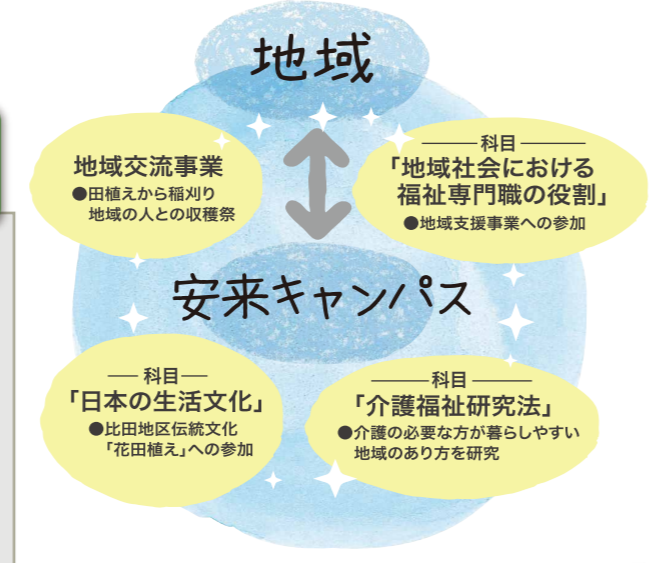 地域
地域交流事業
●田植えから稲刈り
地域の人との収穫祭
科目
「地域社会における
福祉専門職の役割」
●地域支援事業への参加
安来キャンパス
科目
「日本の生活文化」
●比田地区伝統文化
「花田植え」への参加
科目
「介護福祉研究法」
●介護の必要な方が暮らしやすい
地域のあり方を研究